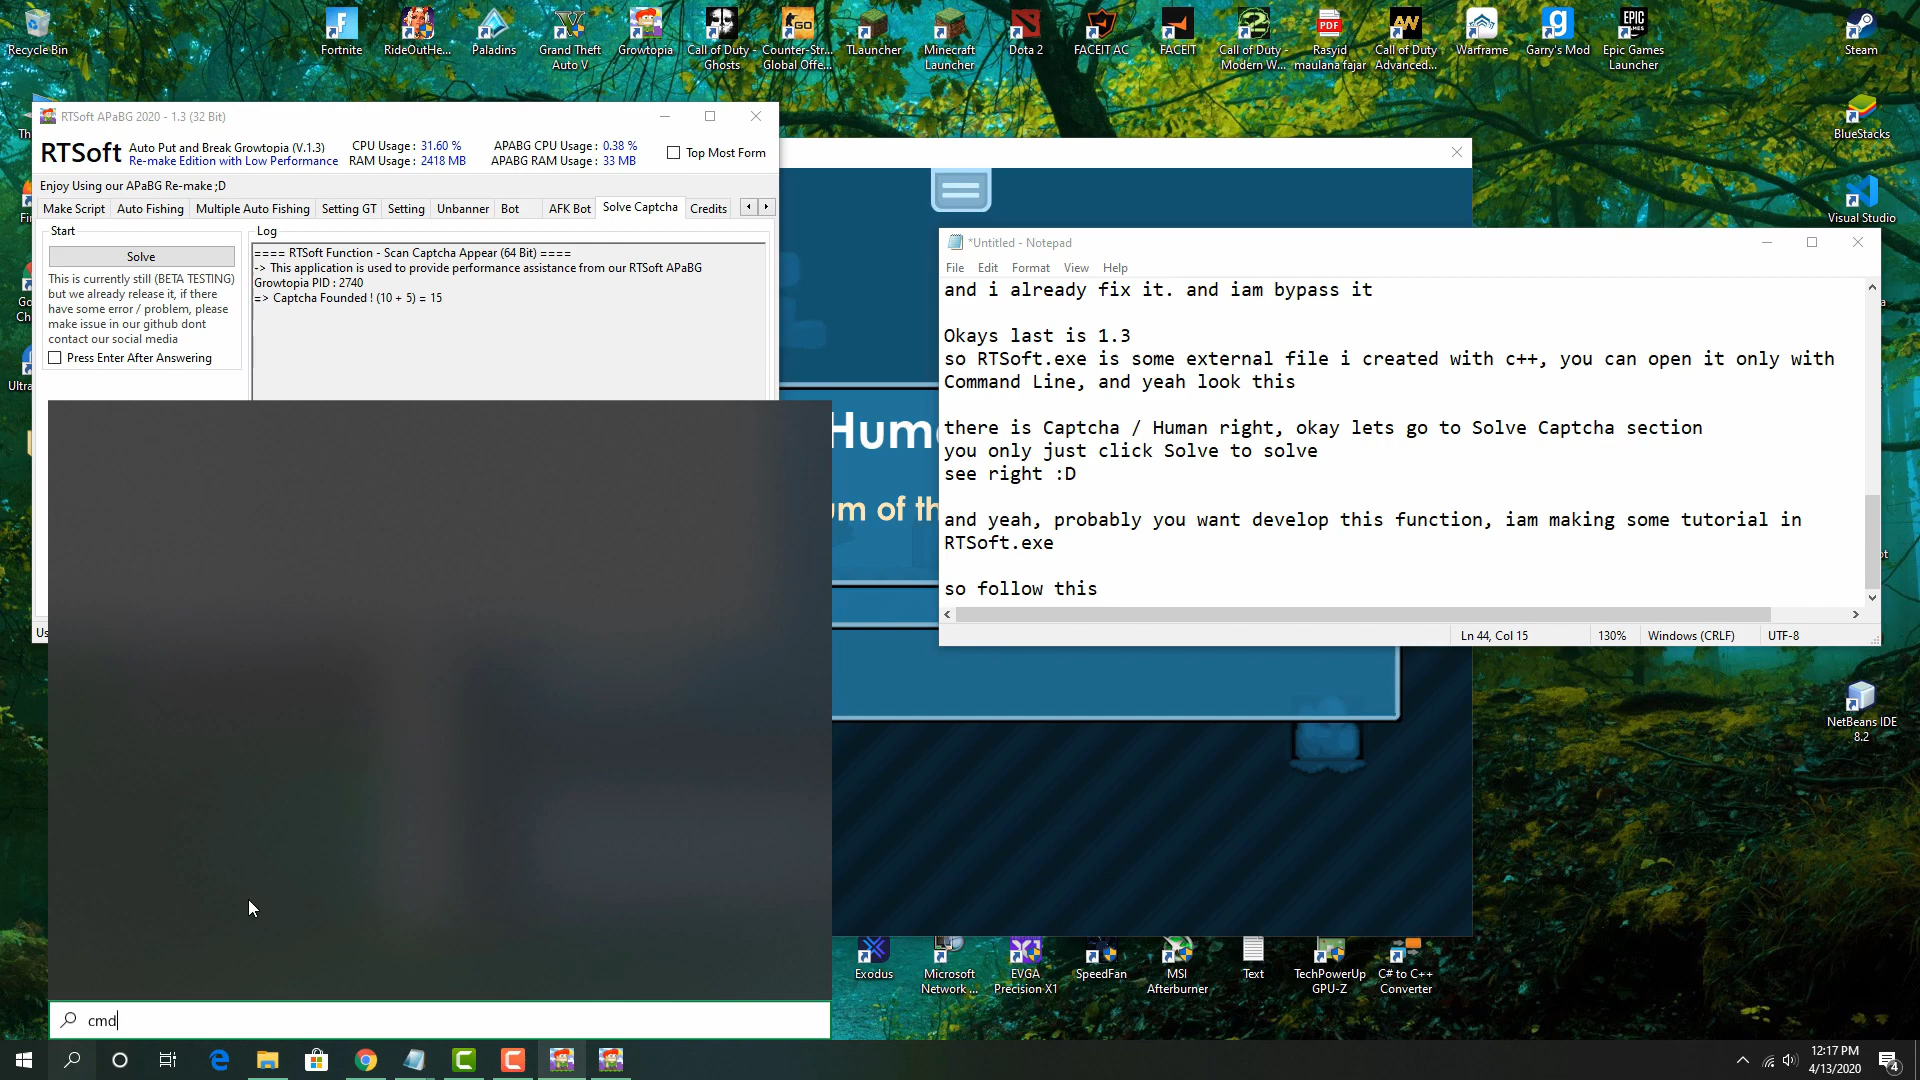 Recycle Bin
Fortnite
RideOutHe...
Paladins
Grand Theft
Auto V
Growtopia
Call of Duty -
Ghosts
Counter-Str...
Global Offe...
TLauncher
Minecraft
Launcher
Dota 2
FACEIT AC
FACEIT
Call of Duty -
Modern W...
PDF
Rasyid
maulana fajar
AW
Call of Duty
Advanced...
Warframe
Garry's Mod
EPIC
GAMES
Epic Games
Launcher
Steam
BlueStacks
Visual Studio
NetBeans IDE
8.2
RTSoft APaBG 2020 - 1.3 (32 Bit)
RTSoft
Auto Put and Break Growtopia (V.1.3)
Re-make Edition with Low Performance
CPU Usage : 31.60 %
RAM Usage : 2418 MB
APABG CPU Usage : 0.38 %
APABG RAM Usage : 33 MB
Top Most Form
Enjoy Using our APaBG Re-make ;D
Make Script
Auto Fishing
Multiple Auto Fishing
Setting GT
Setting
Unbanner
Bot
AFK Bot
Solve Captcha
Credits
Start
Solve
This is currently still (BETA TESTING)
but we already release it, if there
have some error / problem, please
make issue in our github dont
contact our social media
Press Enter After Answering
Log
==== RTSoft Function - Scan Captcha Appear (64 Bit) ====
-> This application is used to provide performance assistance from our RTSoft APaBG
Growtopia PID : 2740
=> Captcha Founded ! (10 + 5) = 15
Us
Hum
um of th
*Untitled - Notepad
File Edit Format View Help
and i already fix it. and iam bypass it
Okays last is 1.3
so RTSoft.exe is some external file i created with c++, you can open it only with
Command Line, and yeah look this
there is Captcha / Human right, okay lets go to Solve Captcha section
you only just click Solve to solve
see right :D
and yeah, probably you want develop this function, iam making some tutorial in
RTSoft.exe
so follow this
Ln 44, Col 15
130%
Windows (CRLF)
UTF-8
Exodus
Microsoft
Network ...
EVGA
Precision X1
SpeedFan
MSI
Afterburner
Text
TechPowerUp
GPU-Z
C# to C++
Converter
cmd
12:17 PM
4/13/2020
4